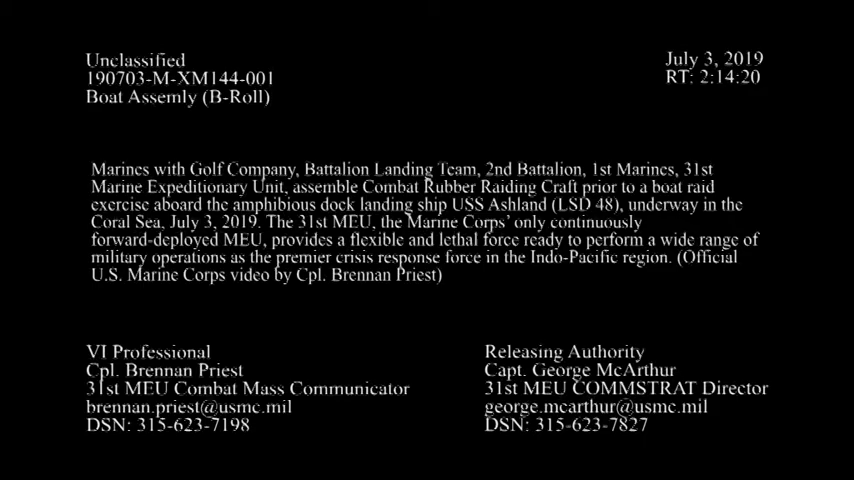 Unclassified
190703-M-XM144-001
Boat Assemly (B-Roll)
July 3, 2019
RT: 2:14:20
Marines with Golf Company, Battalion Landing Team, 2nd Battalion, 1st Marines, 31st
Marine Expeditionary Unit, assemble Combat Rubber Raiding Craft prior to a boat raid
exercise aboard the amphibious dock landing ship USS Ashland (LSD 48), underway in the
Coral Sea, July 3, 2019. The 31st MEU, the Marine Corps' only continuously
forward-deployed MEU, provides a flexible and lethal force ready to perform a wide range of
military operations as the premier crisis response force in the Indo-Pacific region. (Official
U.S. Marine Corps video by Cpl. Brennan Priest)
VI Professional
Cpl. Brennan Priest
31st MEU Combat Mass Communicator
brennan.priest@usmc.mil
DSN: 315-623-7198
Releasing Authority
Capt. George McArthur
31st MEU COMMSTRAT Director
george.mcarthur@usmc.mil
DSN: 315-623-7827